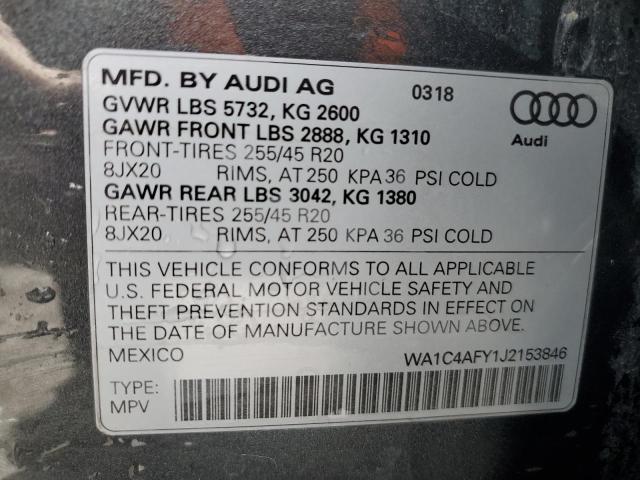 MFD. BY AUDI AG 0318
GVWR LBS 5732, KG 2600
GAWR FRONT LBS 2888, KG 1310
FRONT-TIRES 255/45 R20
8JX20 RIMS, AT 250 KPA 36 PSI COLD
GAWR REAR LBS 3042, KG 1380
REAR-TIRES 255/45 R20
8JX20 RIMS, AT 250 KPA 36 PSI COLD
Audi
THIS VEHICLE CONFORMS TO ALL APPLICABLE
U.S. FEDERAL MOTOR VEHICLE SAFETY AND
THEFT PREVENTION STANDARDS IN EFFECT ON
THE DATE OF MANUFACTURE SHOWN ABOVE.
MEXICO WA1C4AFY1J2153846
TYPE:
MPV